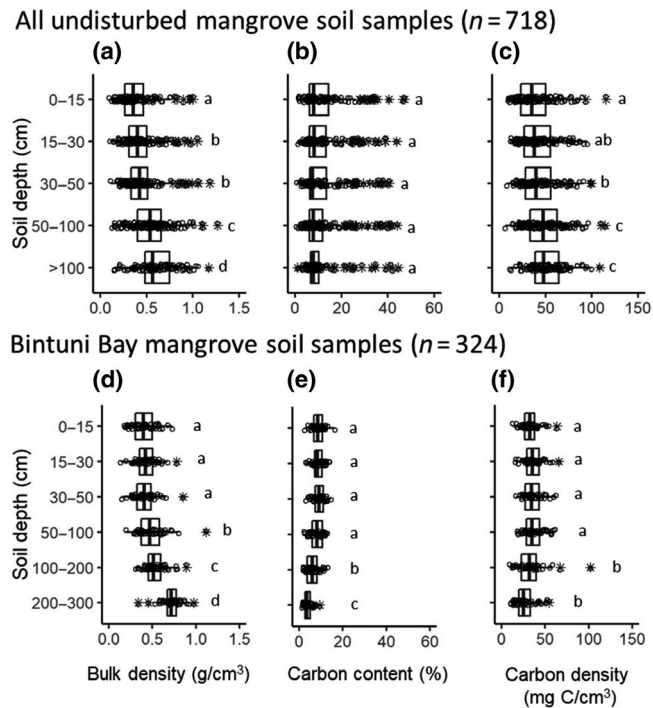 All undisturbed mangrove soil samples (n = 718)
(a) (b) (c)
Soil depth (cm)
0–15 a a a
15–30 b a ab
30–50 b a b
50–100 c a c
>100 d a c
0.0 0.5 1.0 1.5 0 20 40 60 0 50 100 150
Bintuni Bay mangrove soil samples (n = 324)
(d) (e) (f)
Soil depth (cm)
0–15 a a a
15–30 a a a
30–50 a a a
50–100 b a a
100–200 c b b
200–300 d c b
0.0 0.5 1.0 1.5 0 20 40 60 0 50 100 150
Bulk density (g/cm³) Carbon content (%) Carbon density
(mg C/cm³)